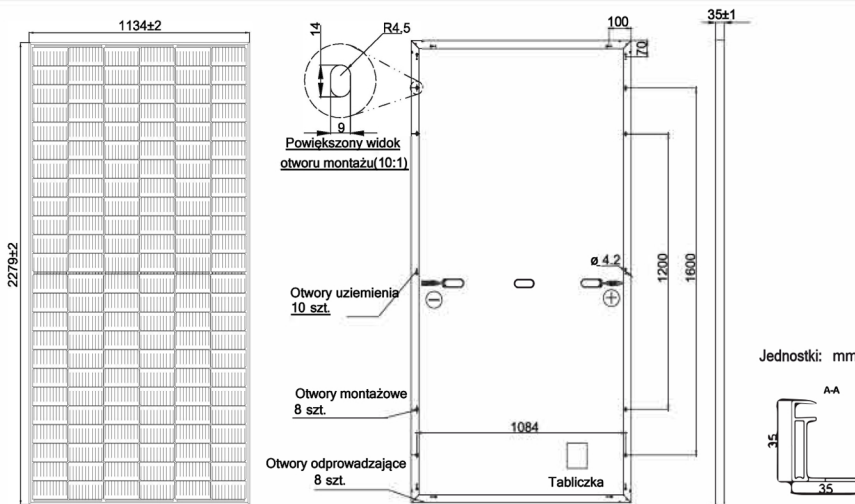 1134±2
2279±2
14
R4.5
9
Powiększony widok
otworu montażu(10:1)
100
70
35±1
ø 4.2
1200
1600
Otwory uziemienia
10 szt.
−
+
Otwory montażowe
8 szt.
1084
Otwory odprowadzające
8 szt.
Tabliczka
Jednostki: mm
A-A
35
35